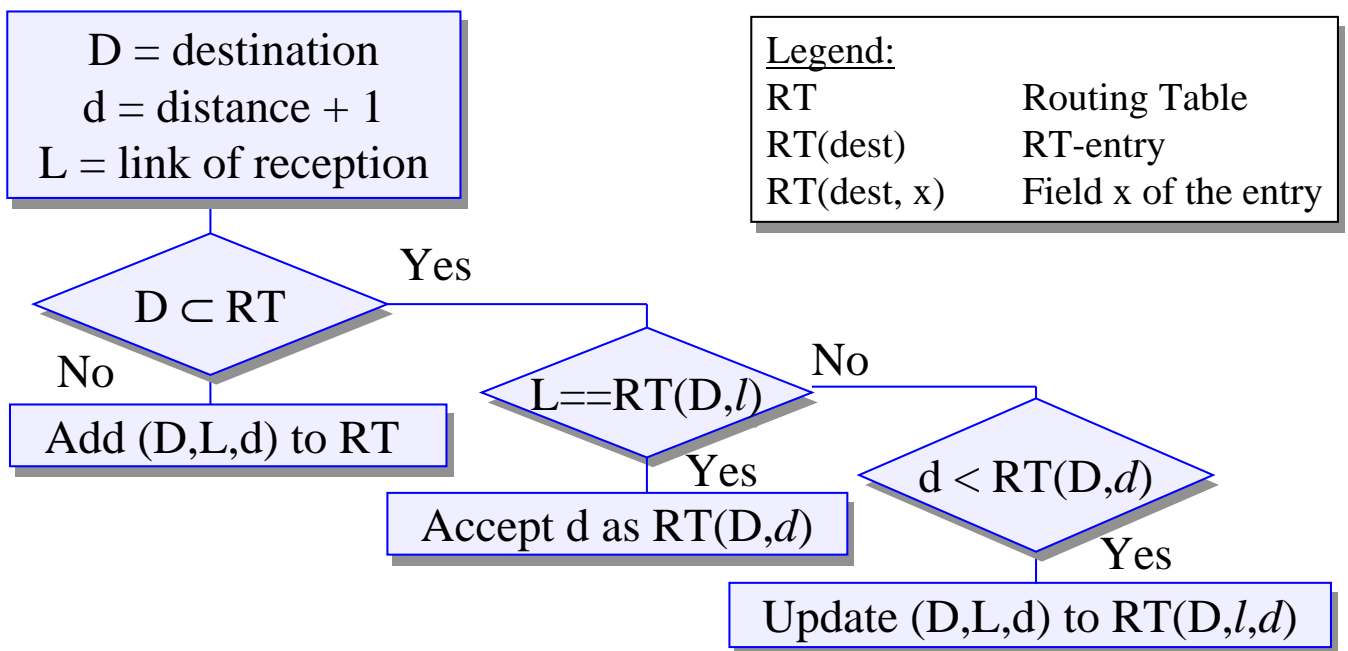 D = destination
d = distance + 1
L = link of reception
Legend:
RT Routing Table
RT(dest) RT-entry
RT(dest, x) Field x of the entry
D ⊂ RT
Yes
No
Add (D,L,d) to RT
L==RT(D,l)
No
Yes
Accept d as RT(D,d)
d < RT(D,d)
Yes
Update (D,L,d) to RT(D,l,d)